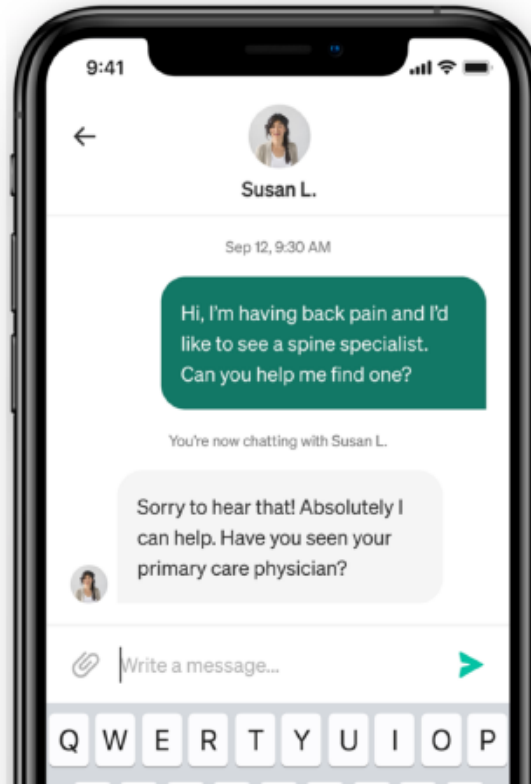 9:41
Susan L.
Sep 12, 9:30 AM
Hi, I'm having back pain and I'd
like to see a spine specialist.
Can you help me find one?
You're now chatting with Susan L.
Sorry to hear that! Absolutely I
can help. Have you seen your
primary care physician?
Write a message...
Q W E R T Y U I O P